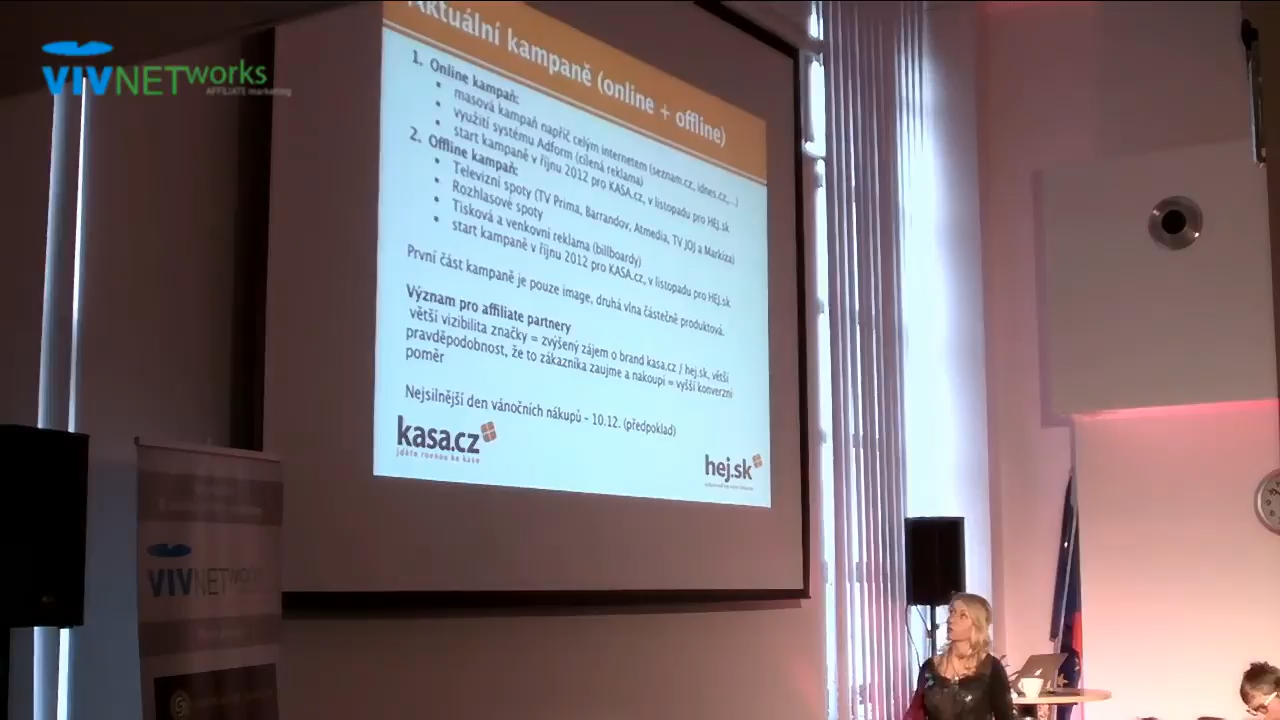 VIVNETworks
AFFILIATE marketing
Aktuální kampaně (online + offline)
1. Online kampaň:
• masová kampaň napříč celým internetem (seznam.cz, idnes.cz,...)
• využití systému Adform (cílená reklama)
• start kampaně v říjnu 2012 pro KASA.cz, v listopadu pro HEJ.sk
2. Offline kampaň:
• Televizní spoty (TV Prima, Barrandov, Atmedia, TV JOJ a Markíza)
• Rozhlasové spoty
• Tisková a venkovní reklama (billboardy)
• start kampaně v říjnu 2012 pro KASA.cz, v listopadu pro HEJ.sk
První část kampaně je pouze image, druhá vlna částečně produktová.
Význam pro affiliate partnery
větší vizibilita značky = zvýšený zájem o brand kasa.cz / hej.sk, větší
pravděpodobnost, že to zákazníka zaujme a nakoupí = vyšší konverzní
poměr
Nejsilnější den vánočních nákupů - 10.12. (předpoklad)
kasa.cz
jděte rovnou ke kase
hej.sk
VIVNETworks